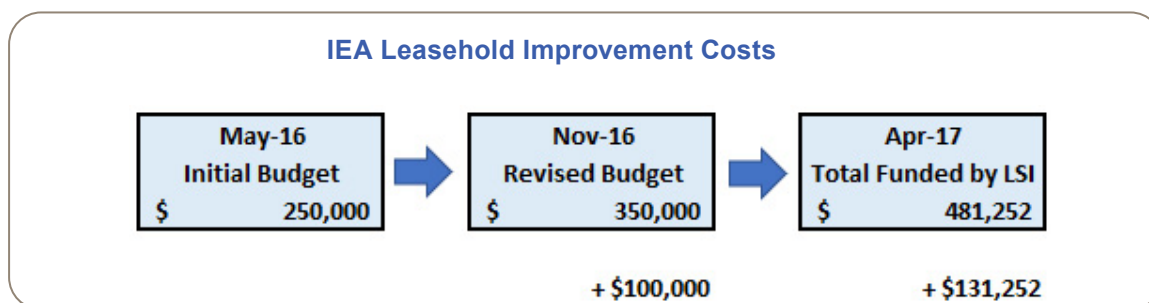 IEA Leasehold Improvement Costs
May-16
Initial Budget
$ 250,000
Nov-16
Revised Budget
$ 350,000
Apr-17
Total Funded by LSI
$ 481,252
+ $100,000
+ $131,252